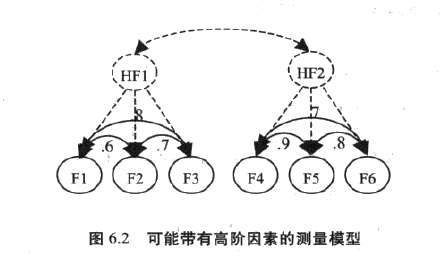 HF1 HF2
.8 .7
.6 .7 .9 .8
F1 F2 F3 F4 F5 F6
图 6.2 可能带有高阶因素的测量模型